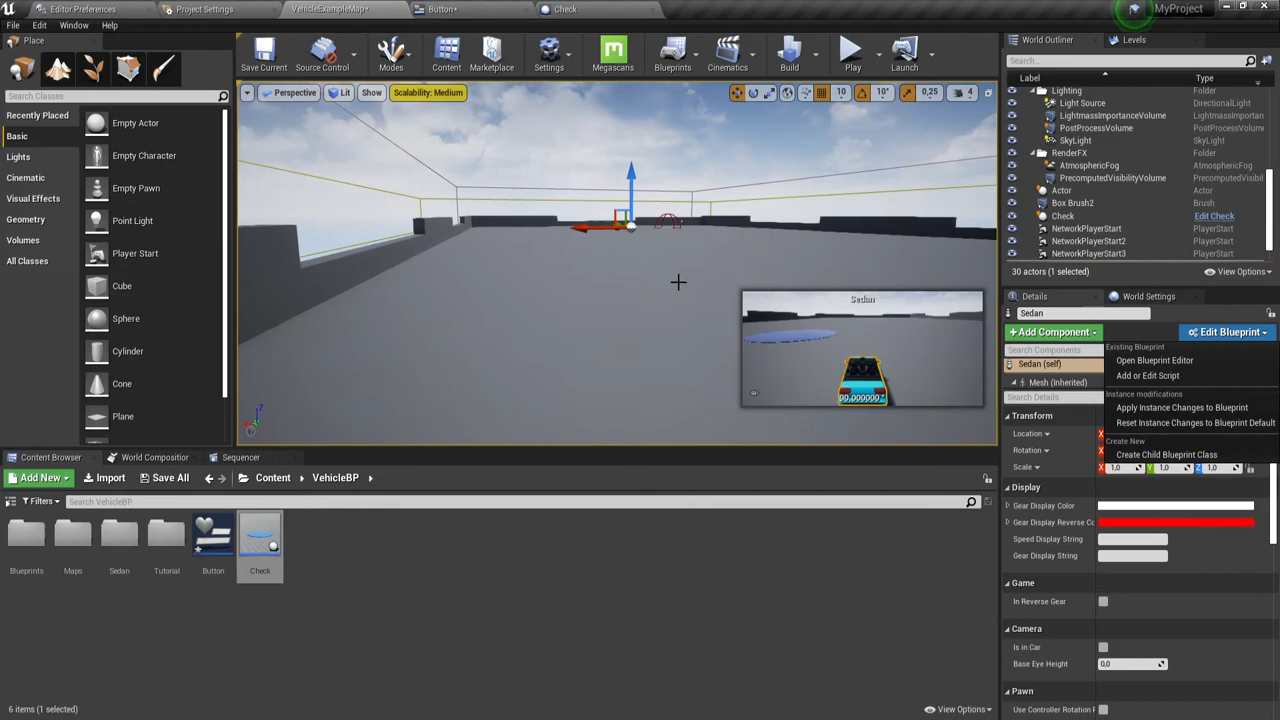 Editor Preferences
Project Settings
VehicleExampleMap*
Button*
Check
MyProject
File
Edit
Window
Help
Place
Search Classes
Recently Placed
Basic
Lights
Cinematic
Visual Effects
Geometry
Volumes
All Classes
Empty Actor
Empty Character
Empty Pawn
Point Light
Player Start
Cube
Sphere
Cylinder
Cone
Plane
Save Current
Source Control
Modes
Content
Marketplace
Settings
Megascans
Blueprints
Cinematics
Build
Play
Launch
Perspective
Lit
Show
Scalability: Medium
10
10°
0,25
4
Sedan
World Outliner
Levels
Search...
Label
Type
Lighting Folder
Light Source DirectionalLight
LightmassImportanceVolume LightmassImportan
PostProcessVolume PostProcessVolume
SkyLight SkyLight
RenderFX Folder
AtmosphericFog AtmosphericFog
PrecomputedVisibilityVolume PrecomputedVisibilityVolum
Actor Actor
Box Brush2 Brush
Check Edit Check
NetworkPlayerStart PlayerStart
NetworkPlayerStart2 PlayerStart
NetworkPlayerStart3 PlayerStart
30 actors (1 selected)
View Options
Details
World Settings
Sedan
+Add Component
Edit Blueprint
Search Components
Sedan (self)
Mesh (Inherited)
Search Details
Existing Blueprint
Open Blueprint Editor
Add or Edit Script
Instance modifications
Apply Instance Changes to Blueprint
Reset Instance Changes to Blueprint Default
Create New
Create Child Blueprint Class
Transform
Location X
Rotation X
Scale X 1,0 Y 1,0 Z 1,0
Display
Gear Display Color
Gear Display Reverse Co
Speed Display String
Gear Display String
Game
In Reverse Gear
Camera
Is in Car
Base Eye Height 0,0
Pawn
Use Controller Rotation
Content Browser
World Compositior
Sequencer
Add New
Import
Save All
Content
VehicleBP
Filters
Search VehicleBP
Blueprints
Maps
Sedan
Tutorial
Button
Check
6 items (1 selected)
View Options